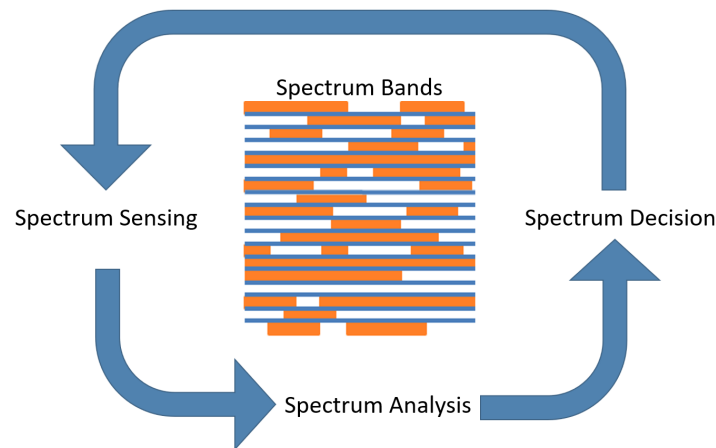 Spectrum Bands
Spectrum Sensing
Spectrum Decision
Spectrum Analysis